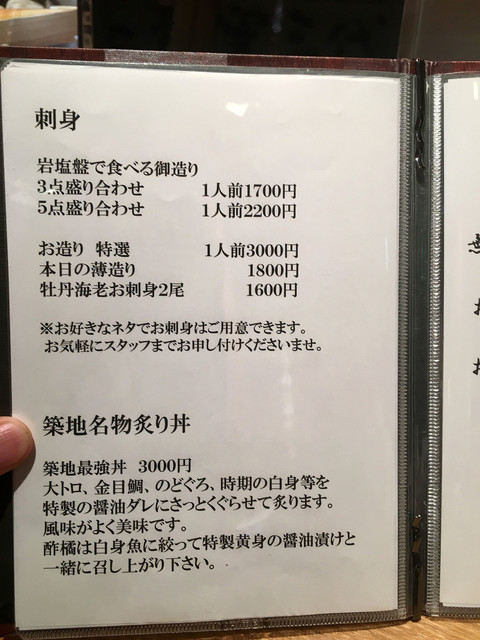 刺身
岩塩盤で食べる御造り
3点盛り合わせ 1人前1700円
5点盛り合わせ 1人前2200円
お造り 特選 1人前3000円
本日の薄造り 1800円
牡丹海老お刺身2尾 1600円
※お好きなネタでお刺身はご用意できます。
お気軽にスタッフまでお申し付けくださいませ。
築地名物炙り丼
築地最強丼 3000円
大トロ、金目鯛、のどぐろ、時期の白身等を
特製の醤油ダレにさっとくぐらせて炙ります。
風味がよく美味です。
酢橘は白身魚に絞って特製黄身の醤油漬けと
一緒に召し上がり下さい。